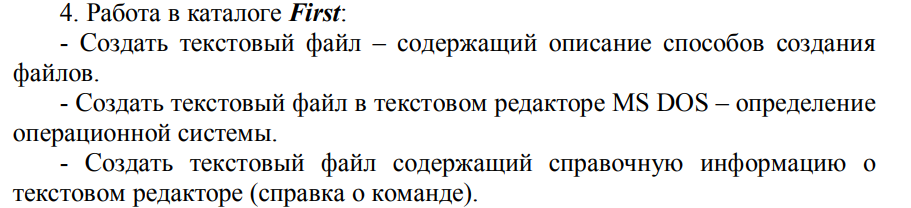 4. Работа в каталоге First:
- Создать текстовый файл – содержащий описание способов создания
файлов.
- Создать текстовый файл в текстовом редакторе MS DOS – определение
операционной системы.
- Создать текстовый файл содержащий справочную информацию о
текстовом редакторе (справка о команде).